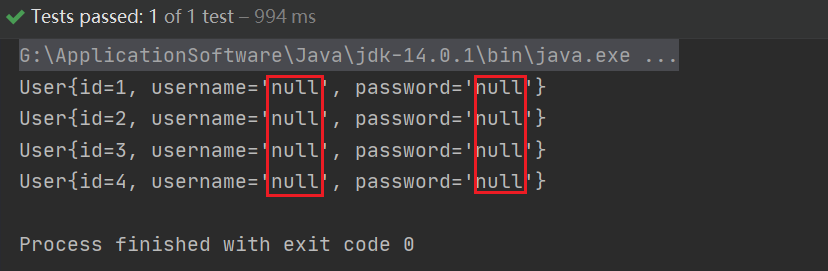 Tests passed: 1 of 1 test – 994 ms
G:\ApplicationSoftware\Java\jdk-14.0.1\bin\java.exe ...
User{id=1, username='null', password='null'}
User{id=2, username='null', password='null'}
User{id=3, username='null', password='null'}
User{id=4, username='null', password='null'}
Process finished with exit code 0